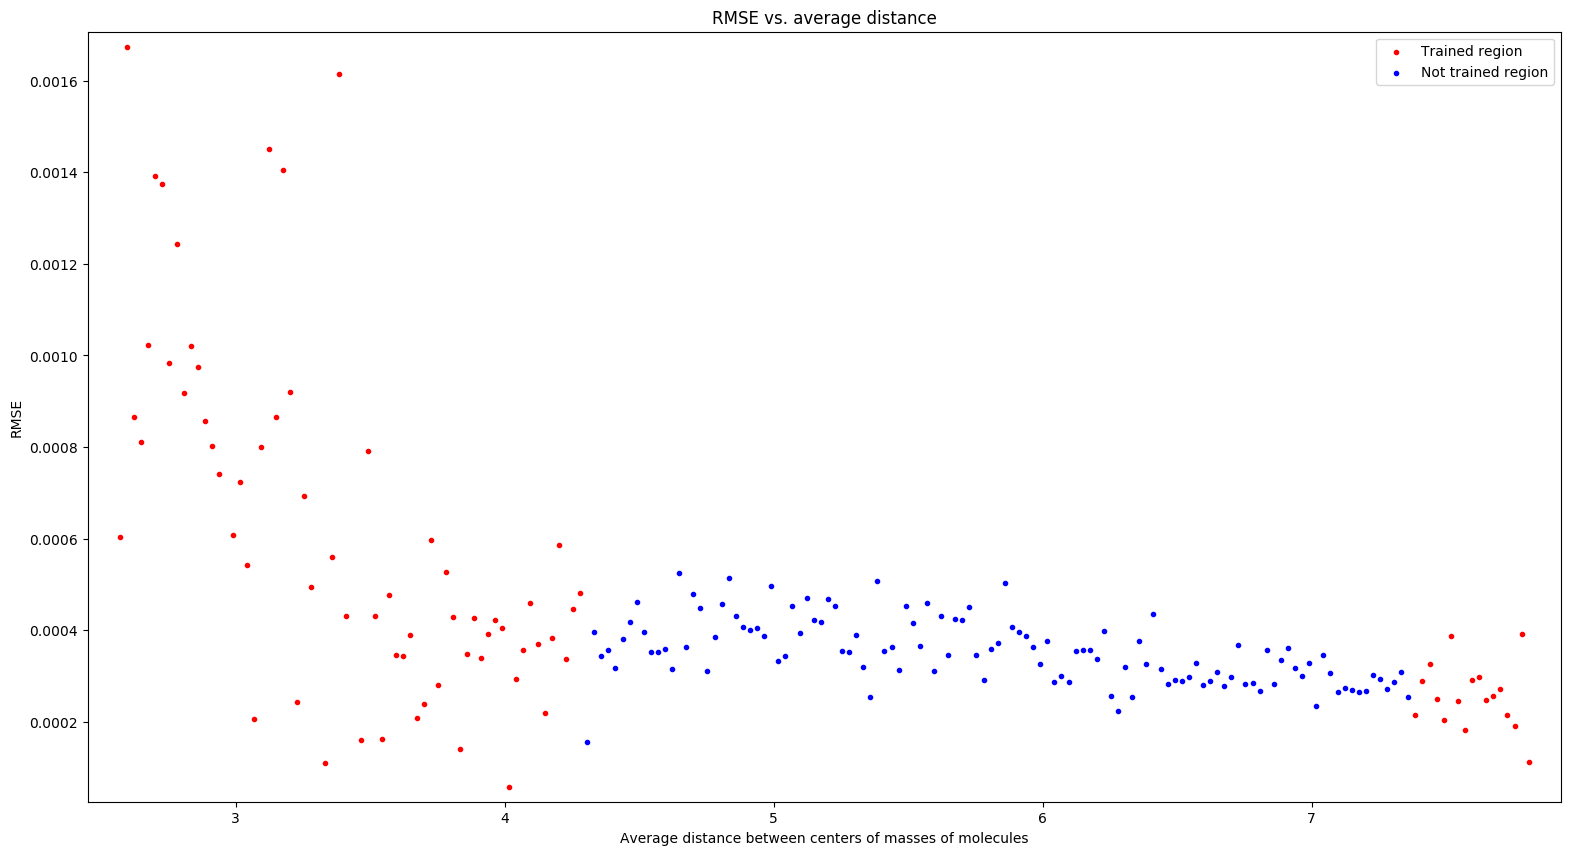 RMSE vs. average distance
Trained region
Not trained region
0.0016
0.0014
0.0012
0.0010
0.0008
0.0006
0.0004
0.0002
RMSE
3 4 5 6 7
Average distance between centers of masses of molecules